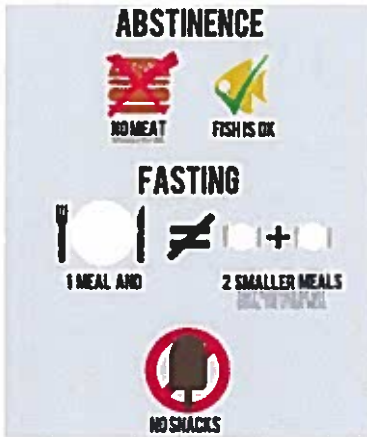 ABSTINENCE
NO MEAT
FISH IS OK
FASTING
≠ +
1 MEAL AND
2 SMALLER MEALS
NO SNACKS